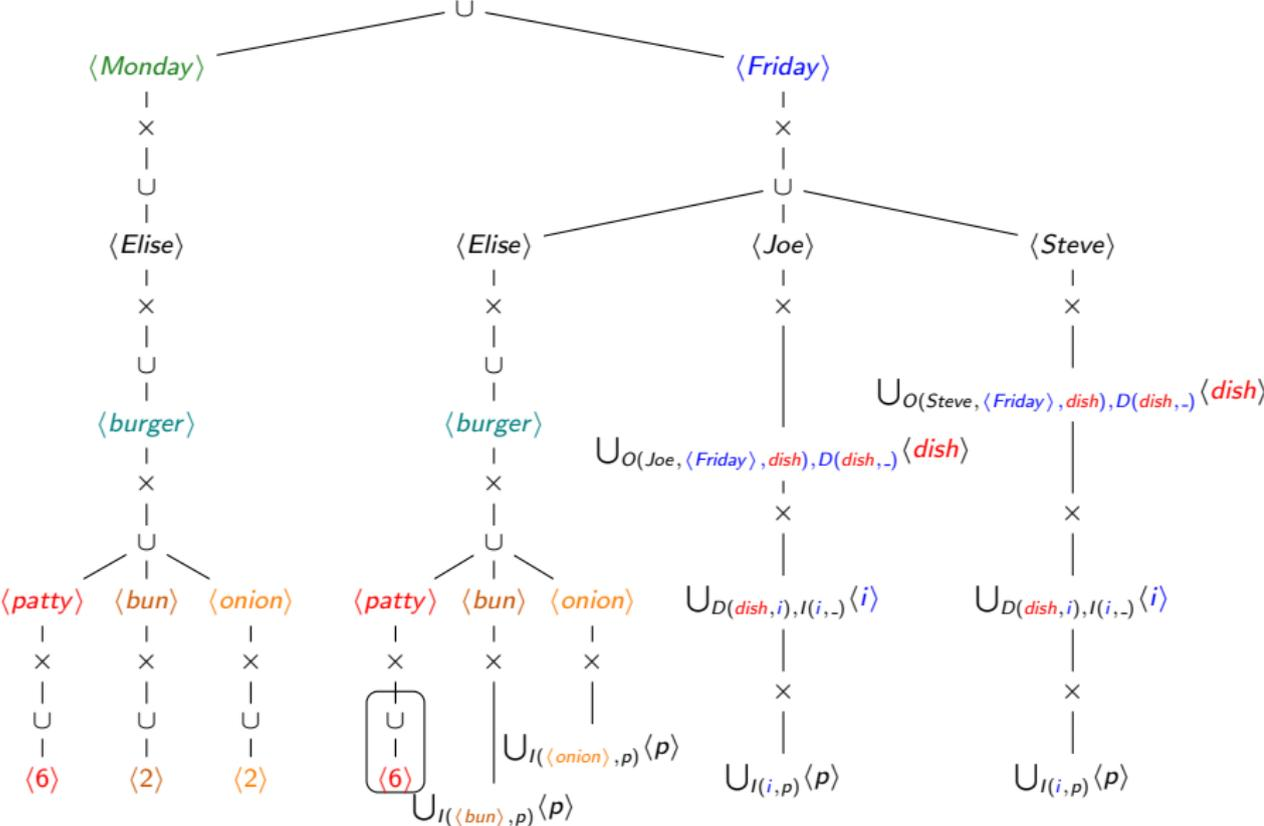 ∪
⟨Monday⟩ ⟨Friday⟩
× ×
∪ ∪
⟨Elise⟩ ⟨Elise⟩ ⟨Joe⟩ ⟨Steve⟩
× × × ×
∪ ∪
⋃O(Steve,⟨Friday⟩,dish),D(dish,_)⟨dish⟩
⟨burger⟩ ⟨burger⟩
⋃O(Joe,⟨Friday⟩,dish),D(dish,_)⟨dish⟩
× ×
× ×
∪ ∪
⟨patty⟩ ⟨bun⟩ ⟨onion⟩ ⟨patty⟩ ⟨bun⟩ ⟨onion⟩ ⋃D(dish,i),I(i,_)⟨i⟩ ⋃D(dish,i),I(i,_)⟨i⟩
× × × × × ×
× ×
∪ ∪ ∪ ∪
⋃I(⟨onion⟩,p)⟨p⟩
⟨6⟩ ⟨2⟩ ⟨2⟩ ⟨6⟩ ⋃I(i,p)⟨p⟩ ⋃I(i,p)⟨p⟩
⋃I(⟨bun⟩,p)⟨p⟩